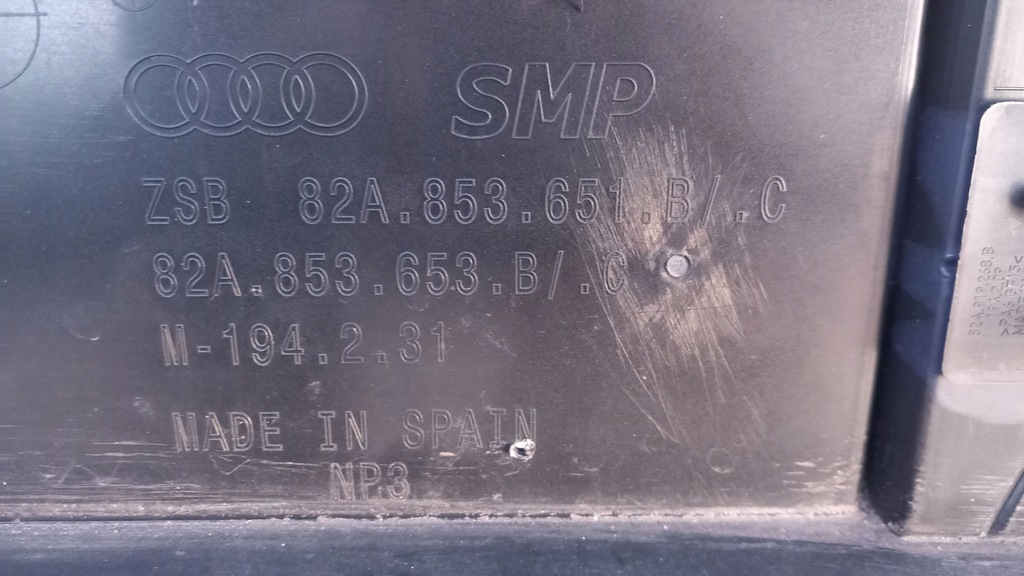 SMP
ZSB 82A.853.651.B/.C
82A.853.653.B/.C
M-194.2.31
MADE IN SPAIN
NP3